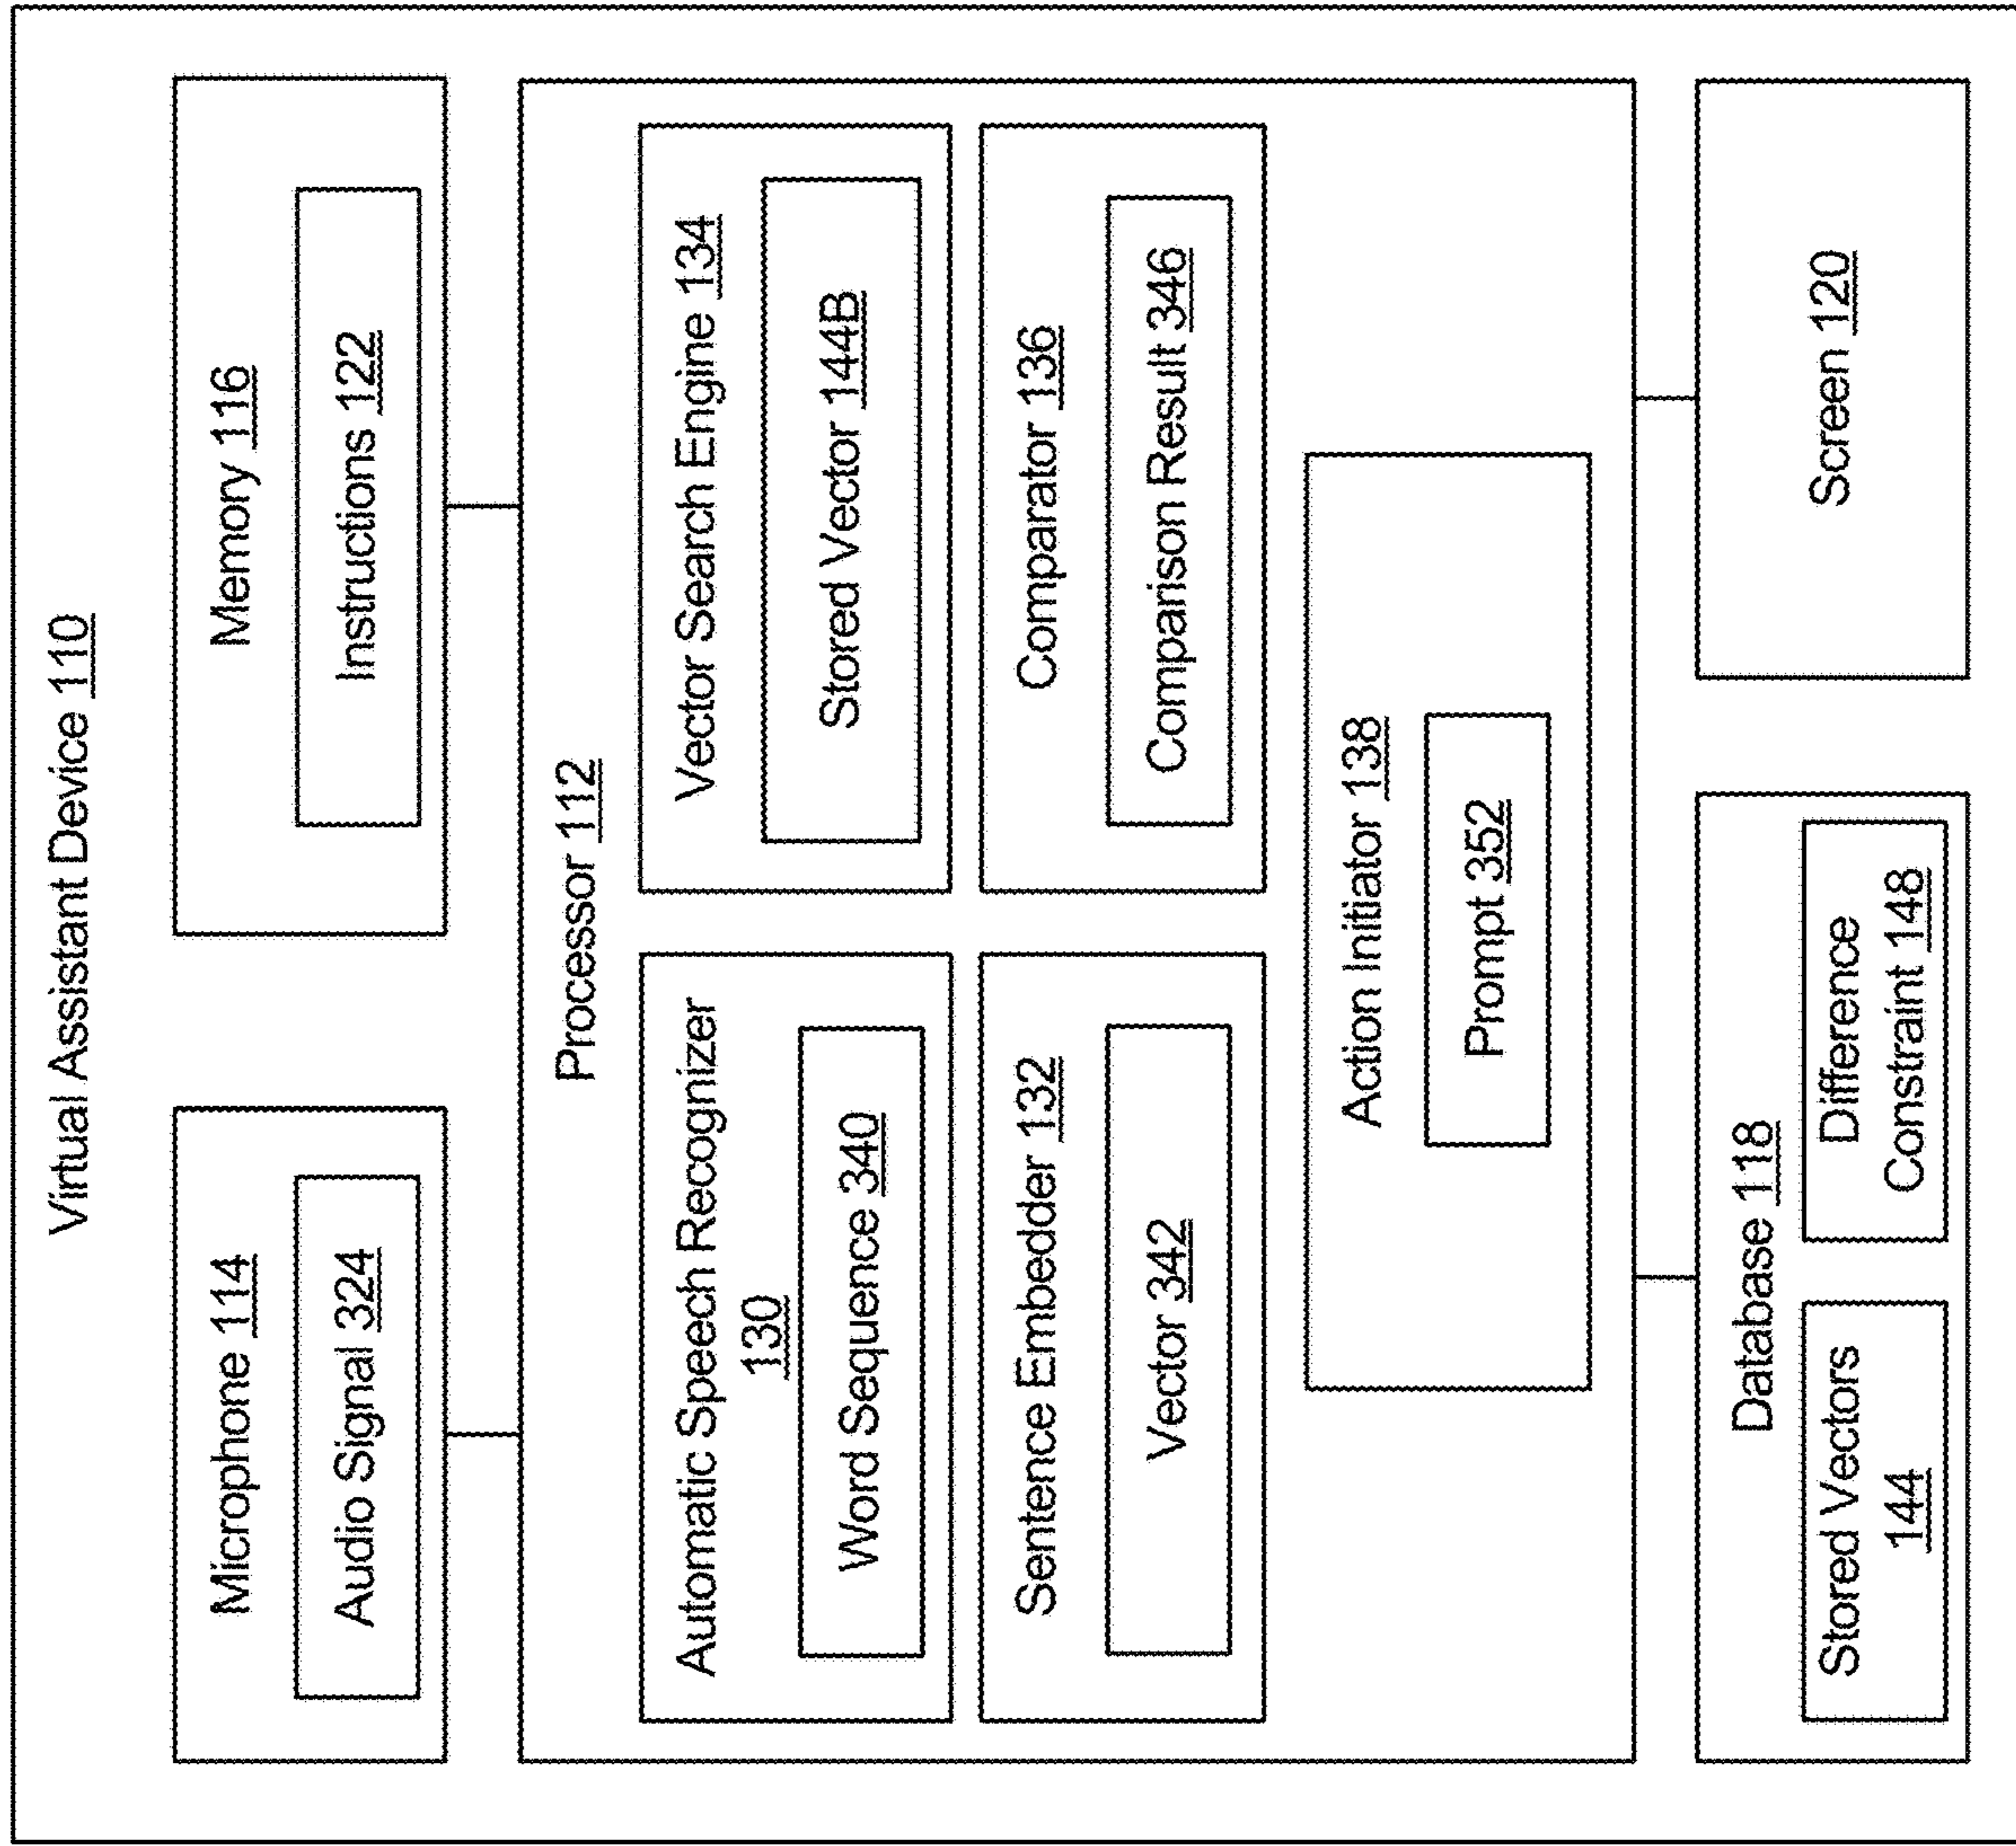 Virtual Assistant Device 110
Microphone 114
Audio Signal 324
Memory 116
Instructions 122
Processor 112
Automatic Speech Recognizer
130
Word Sequence 340
Vector Search Engine 134
Stored Vector 144B
Sentence Embedder 132
Vector 342
Comparator 136
Comparison Result 346
Action Initiator 138
Prompt 352
Database 118
Stored Vectors
144
Difference
Constraint 148
Screen 120